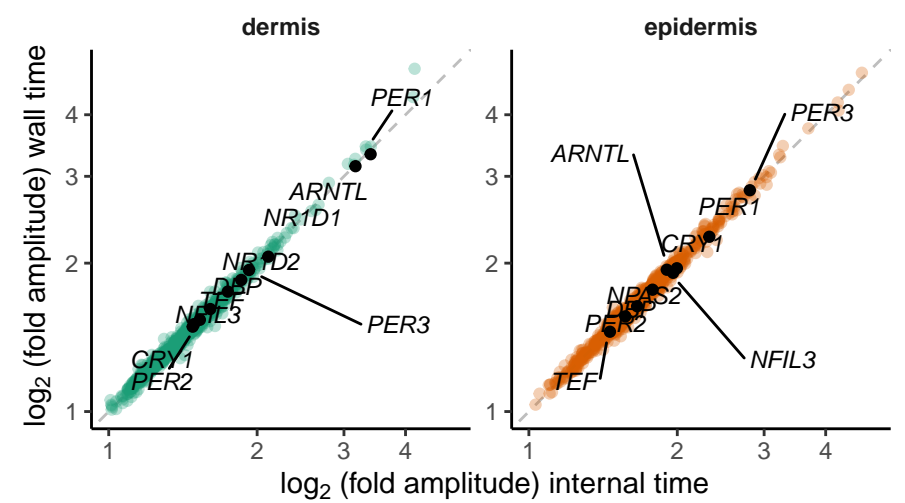 dermis
epidermis
log2 (fold amplitude) wall time
4
3
2
1
PER1
ARNTL
NR1D1
NR1D2
DBP
TEF
NFIL3
PER3
CRY1
PER2
1
2
3
4
4
3
2
1
PER3
ARNTL
PER1
CRY1
NPAS2
DBP
PER2
NFIL3
TEF
1
2
3
4
log2 (fold amplitude) internal time